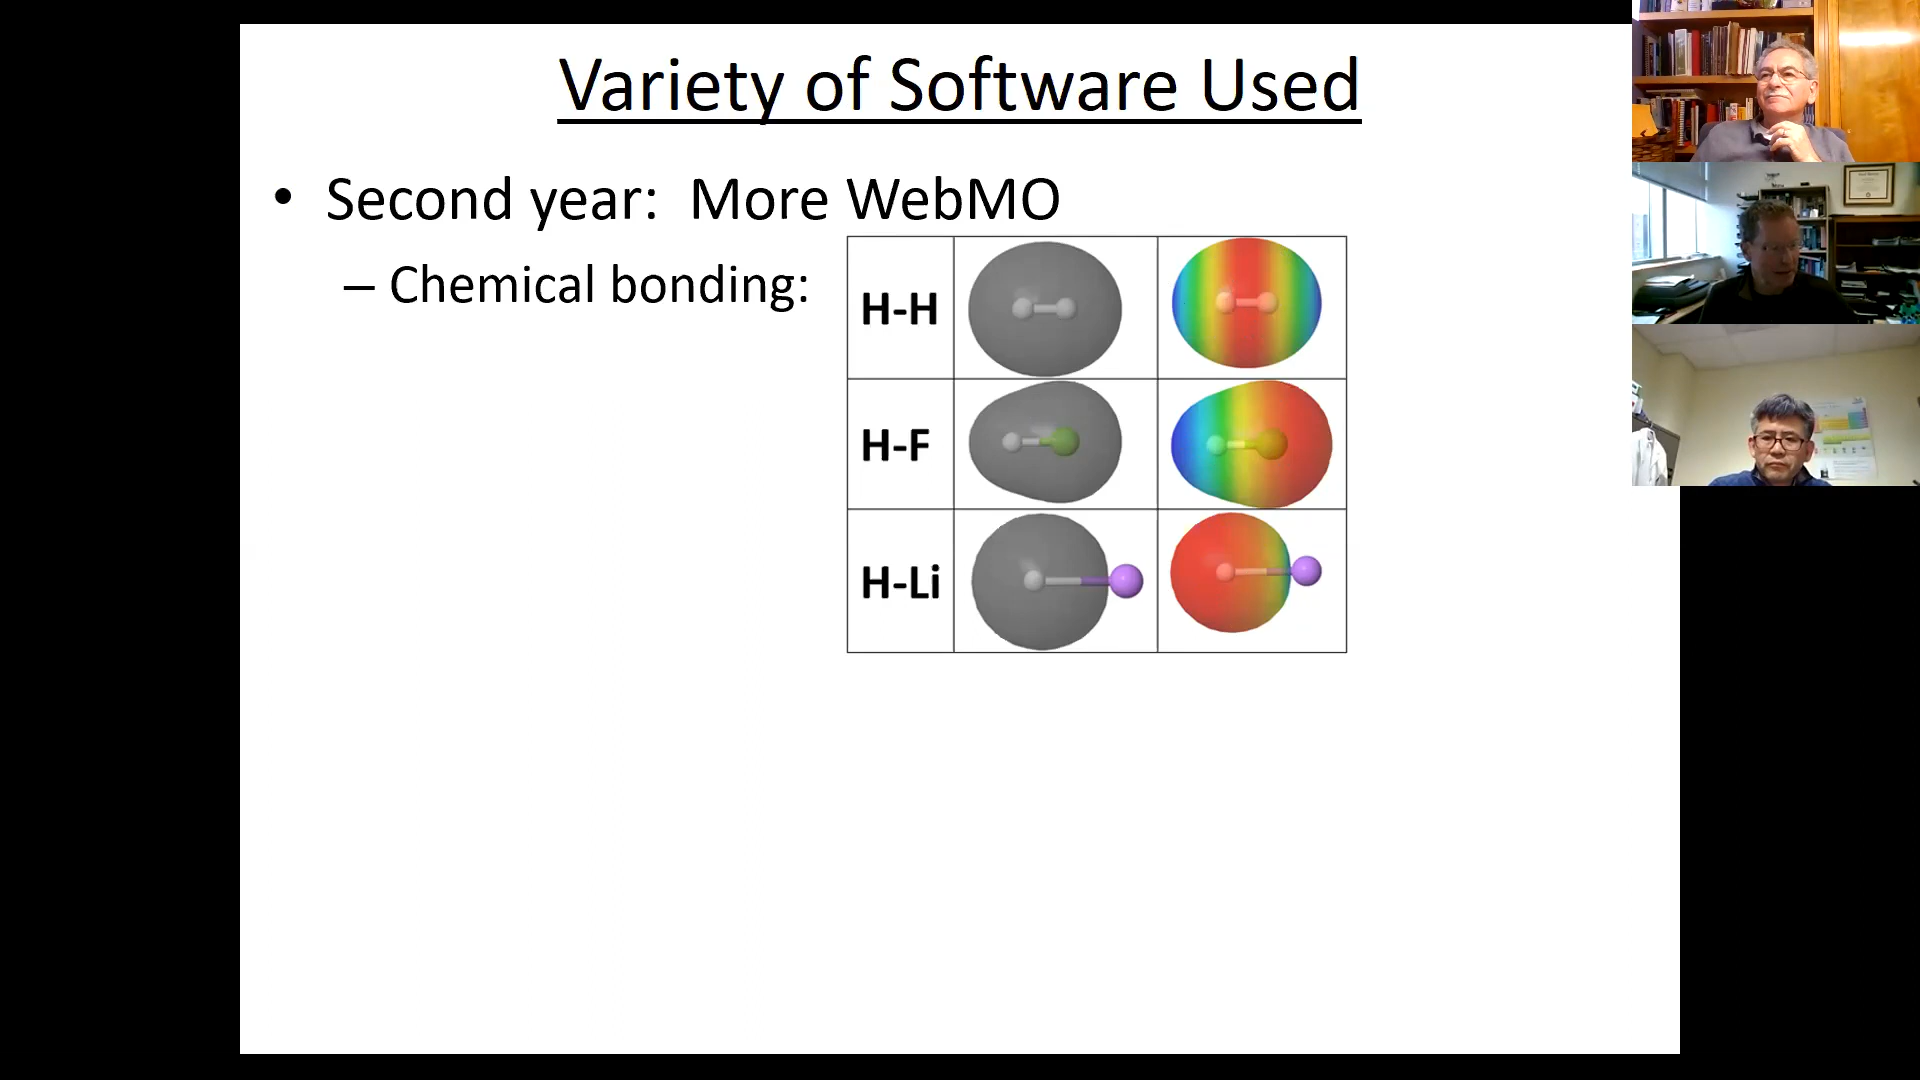 Variety of Software Used
• Second year:  More WebMO
– Chemical bonding:
H-H
H-F
H-Li